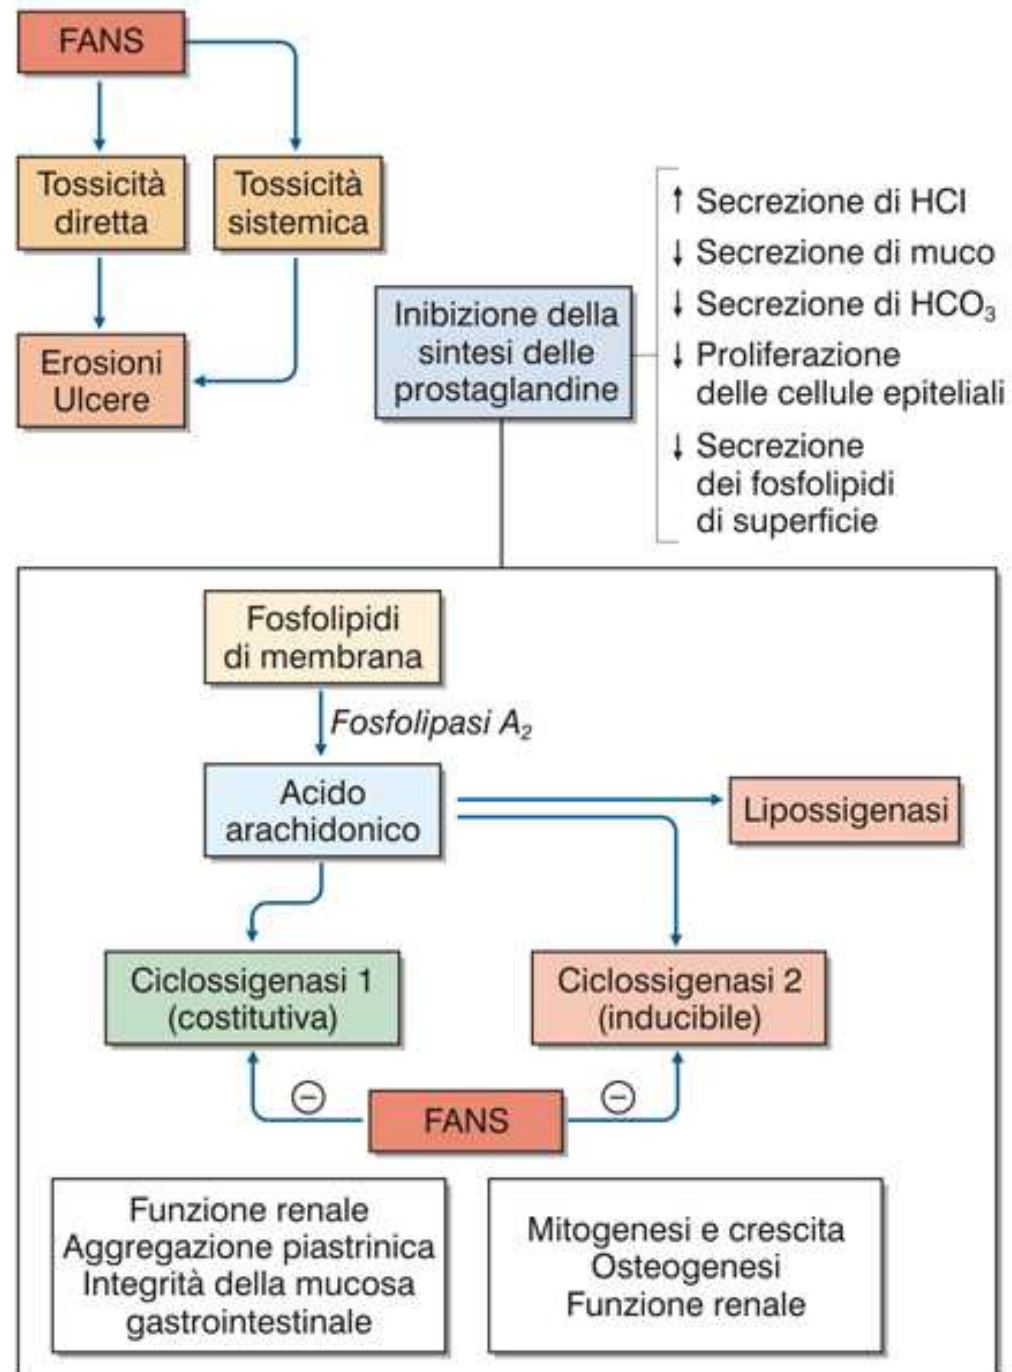 FANS
Tossicità
diretta
Tossicità
sistemica
Erosioni
Ulcere
Inibizione della
sintesi delle
prostaglandine
↑ Secrezione di HCl
↓ Secrezione di muco
↓ Secrezione di HCO₃
↓ Proliferazione
delle cellule epiteliali
↓ Secrezione
dei fosfolipidi
di superficie
Fosfolipidi
di membrana
Fosfolipasi A₂
Acido
arachidonico
Lipossigenasi
Ciclossigenasi 1
(costitutiva)
Ciclossigenasi 2
(inducibile)
⊖
FANS
⊖
Funzione renale
Aggregazione piastrinica
Integrità della mucosa
gastrointestinale
Mitogenesi e crescita
Osteogenesi
Funzione renale